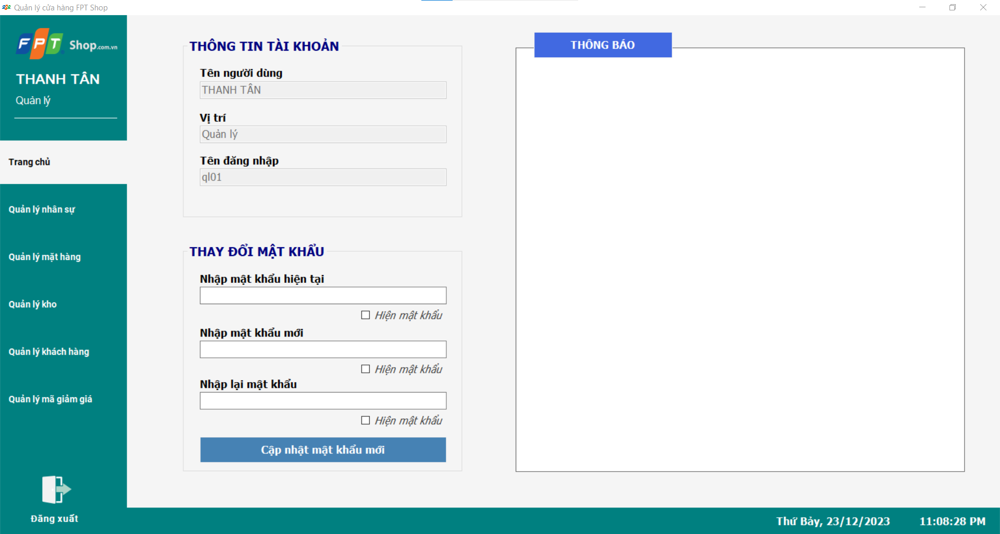 Quản lý cửa hàng FPT Shop
FPT Shop.com.vn
THANH TÂN
Quản lý
Trang chủ
Quản lý nhân sự
Quản lý mặt hàng
Quản lý kho
Quản lý khách hàng
Quản lý mã giảm giá
Đăng xuất
THÔNG TIN TÀI KHOẢN
Tên người dùng
THANH TÂN
Vị trí
Quản lý
Tên đăng nhập
ql01
THAY ĐỔI MẬT KHẨU
Nhập mật khẩu hiện tại
Hiện mật khẩu
Nhập mật khẩu mới
Hiện mật khẩu
Nhập lại mật khẩu
Hiện mật khẩu
Cập nhật mật khẩu mới
THÔNG BÁO
Thứ Bảy, 23/12/2023 11:08:28 PM